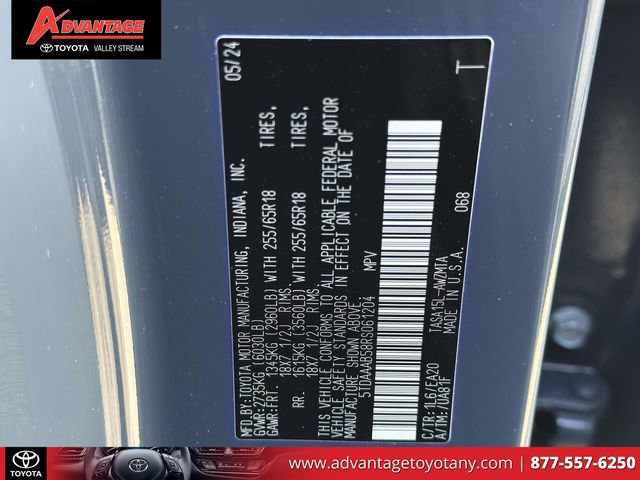 ADVANTAGE
TOYOTA VALLEY STREAM
MFD.BY:TOYOTA MOTOR MANUFACTURING, INDIANA, INC. 05/24
GVWR:2735KG (6030LB)
GAWR:FRT. 1345KG (2960LB) WITH 255/65R18 TIRES,
18X7 1/2J RIMS,
RR. 1615KG (3560LB) WITH 255/65R18 TIRES,
18X7 1/2J RIMS.
THIS VEHICLE CONFORMS TO ALL APPLICABLE FEDERAL MOTOR
VEHICLE SAFETY STANDARDS IN EFFECT ON THE DATE OF
MANUFACTURE SHOWN ABOVE.
5TDAAAB58RS061204 MPV
T
068
C/TR:1L6/EA20 TASA15L-AWZMTA
A/TM:/UA81F MADE IN U.S.A.
TOYOTA
www.advantagetoyotany.com 877-557-6250